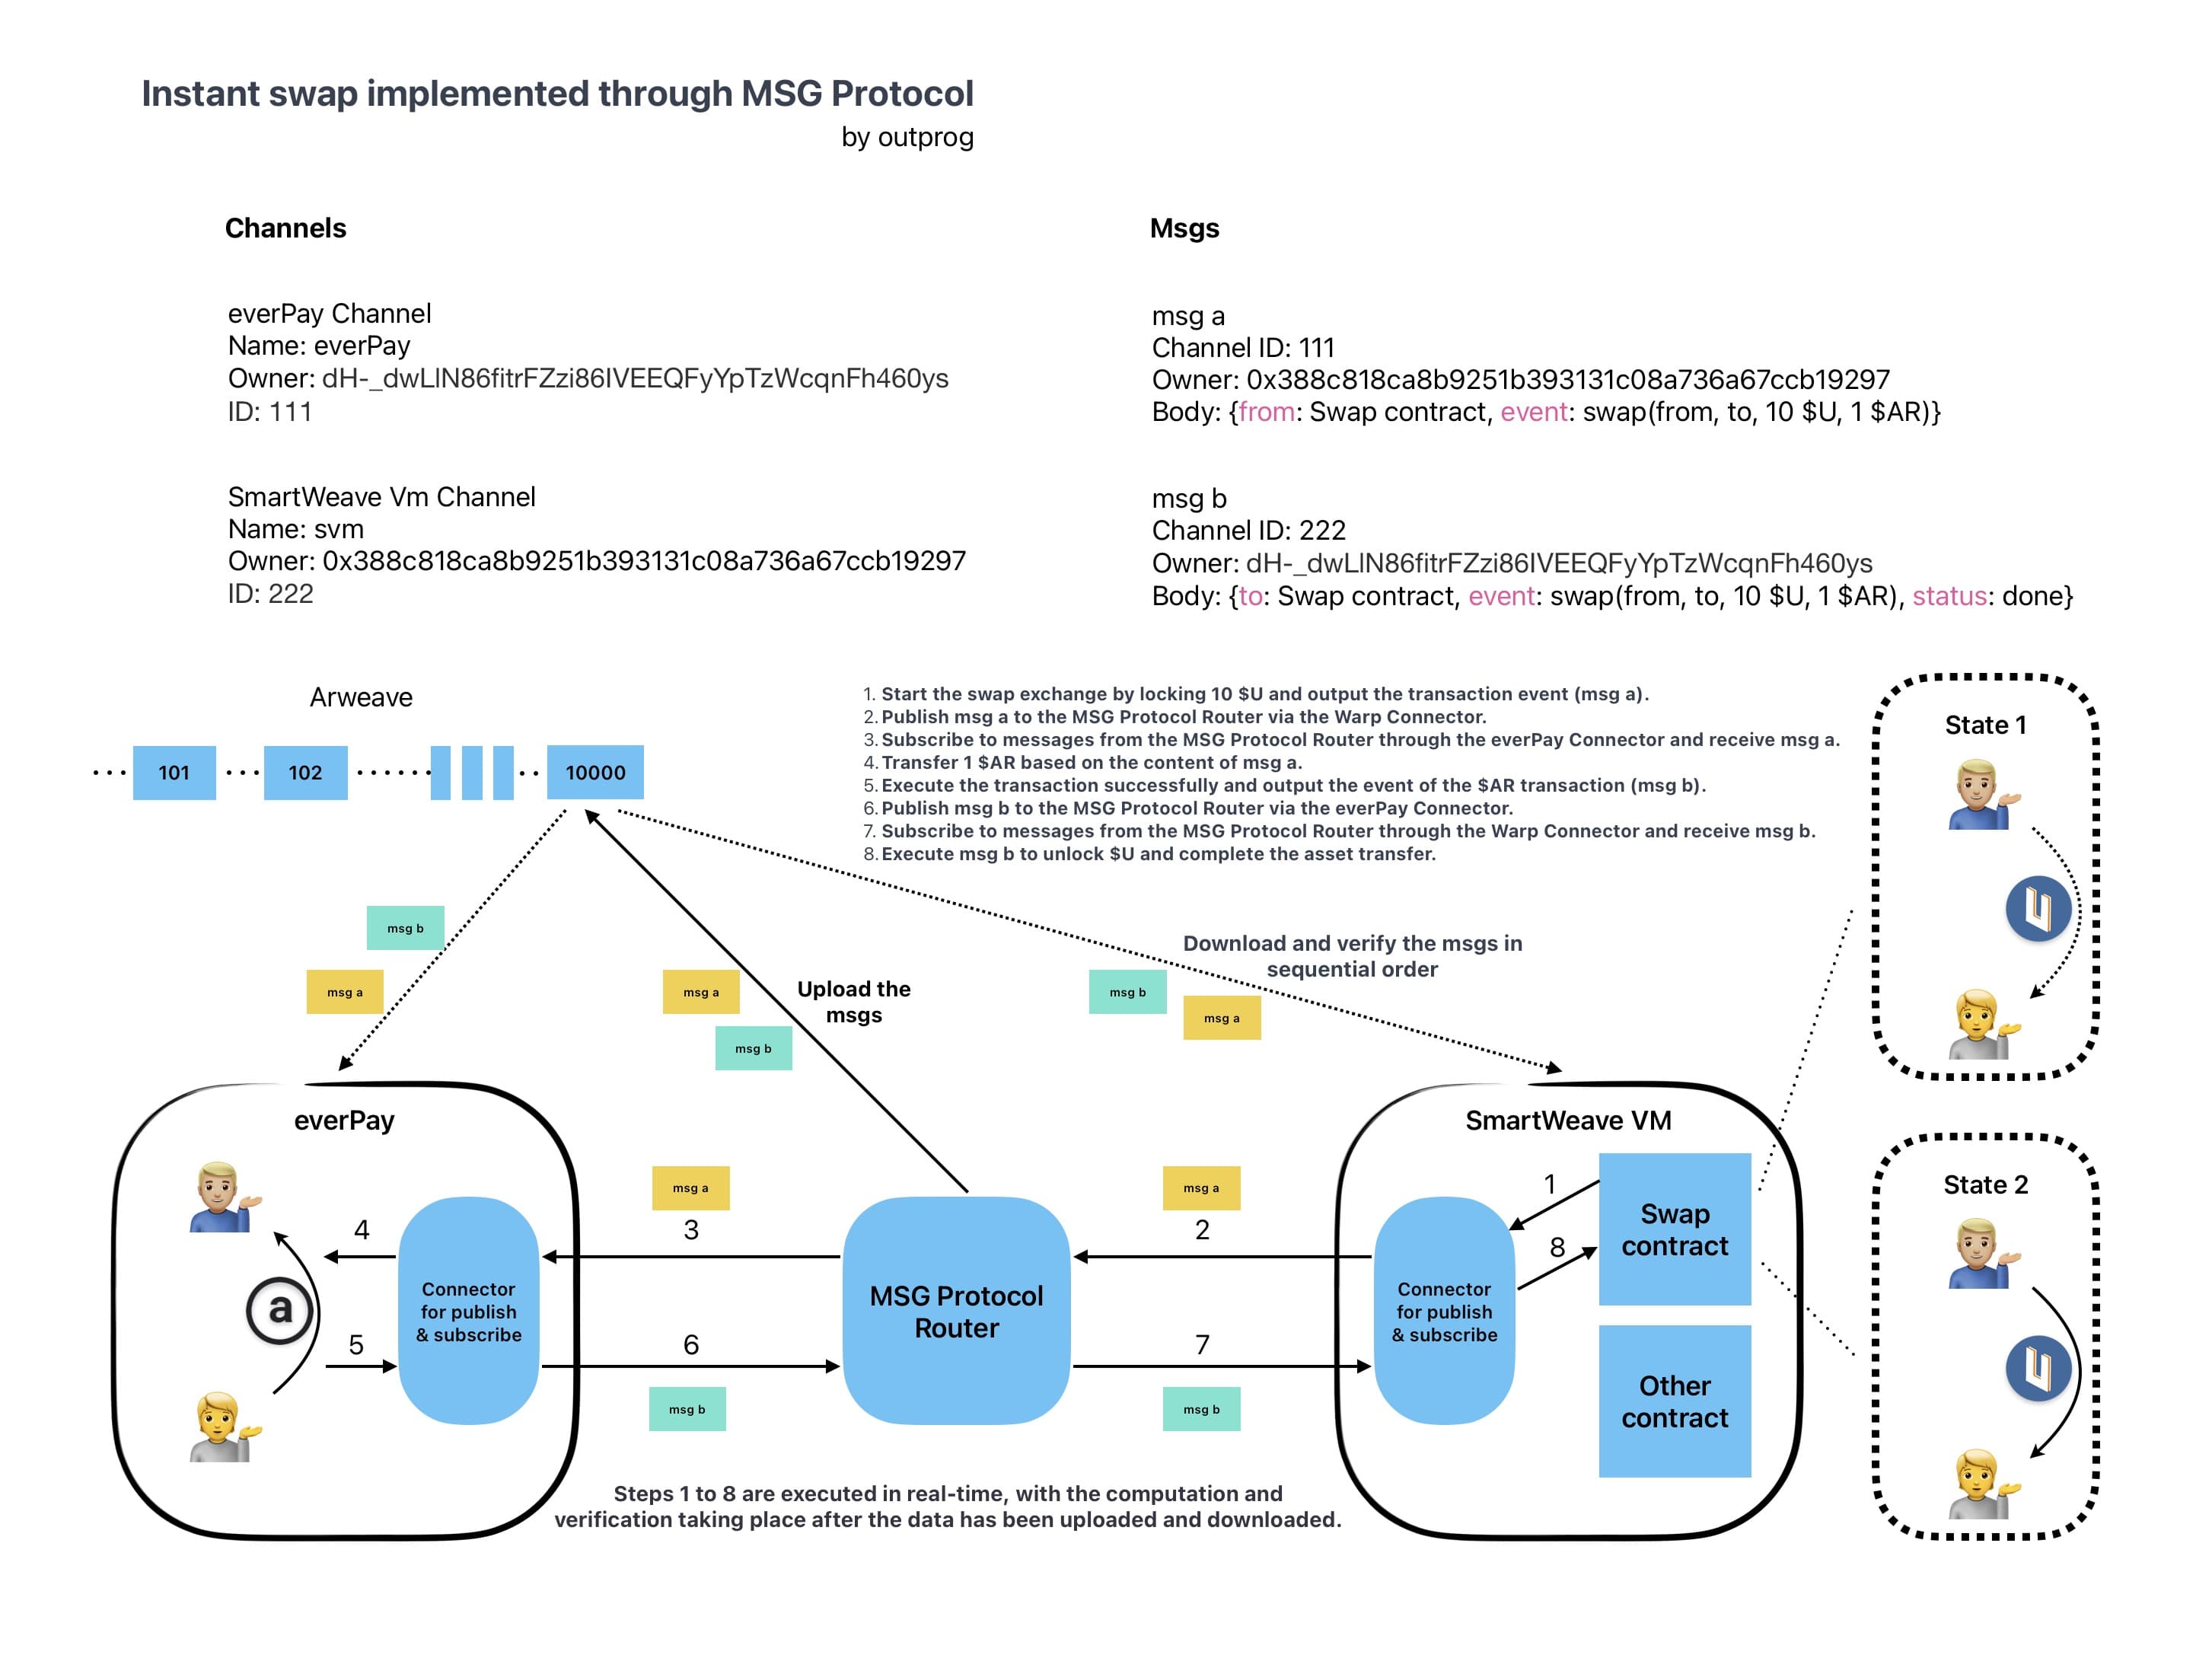 Instant swap implemented through MSG Protocol
by outprog
Channels
everPay Channel
Name: everPay
Owner: dH-_dwLlN86fitrFZzi86IVEEQFyYpTzWcqnFh460ys
ID: 111
SmartWeave Vm Channel
Name: svm
Owner: 0x388c818ca8b9251b393131c08a736a67ccb19297
ID: 222
Msgs
msg a
Channel ID: 111
Owner: 0x388c818ca8b9251b393131c08a736a67ccb19297
Body: {from: Swap contract, event: swap(from, to, 10 $U, 1 $AR)}
msg b
Channel ID: 222
Owner: dH-_dwLlN86fitrFZzi86IVEEQFyYpTzWcqnFh460ys
Body: {to: Swap contract, event: swap(from, to, 10 $U, 1 $AR), status: done}
Arweave
101
102
10000
1. Start the swap exchange by locking 10 $U and output the transaction event (msg a).
2. Publish msg a to the MSG Protocol Router via the Warp Connector.
3. Subscribe to messages from the MSG Protocol Router through the everPay Connector and receive msg a.
4. Transfer 1 $AR based on the content of msg a.
5. Execute the transaction successfully and output the event of the $AR transaction (msg b).
6. Publish msg b to the MSG Protocol Router via the everPay Connector.
7. Subscribe to messages from the MSG Protocol Router through the Warp Connector and receive msg b.
8. Execute msg b to unlock $U and complete the asset transfer.
State 1
msg b
msg a
msg a
msg b
Upload the
msgs
msg b
msg a
Download and verify the msgs in
sequential order
everPay
4
a
5
Connector
for publish
& subscribe
msg a
3
6
msg b
MSG Protocol
Router
msg a
2
7
msg b
SmartWeave VM
Connector
for publish
& subscribe
1
8
Swap
contract
Other
contract
State 2
Steps 1 to 8 are executed in real-time, with the computation and
verification taking place after the data has been uploaded and downloaded.